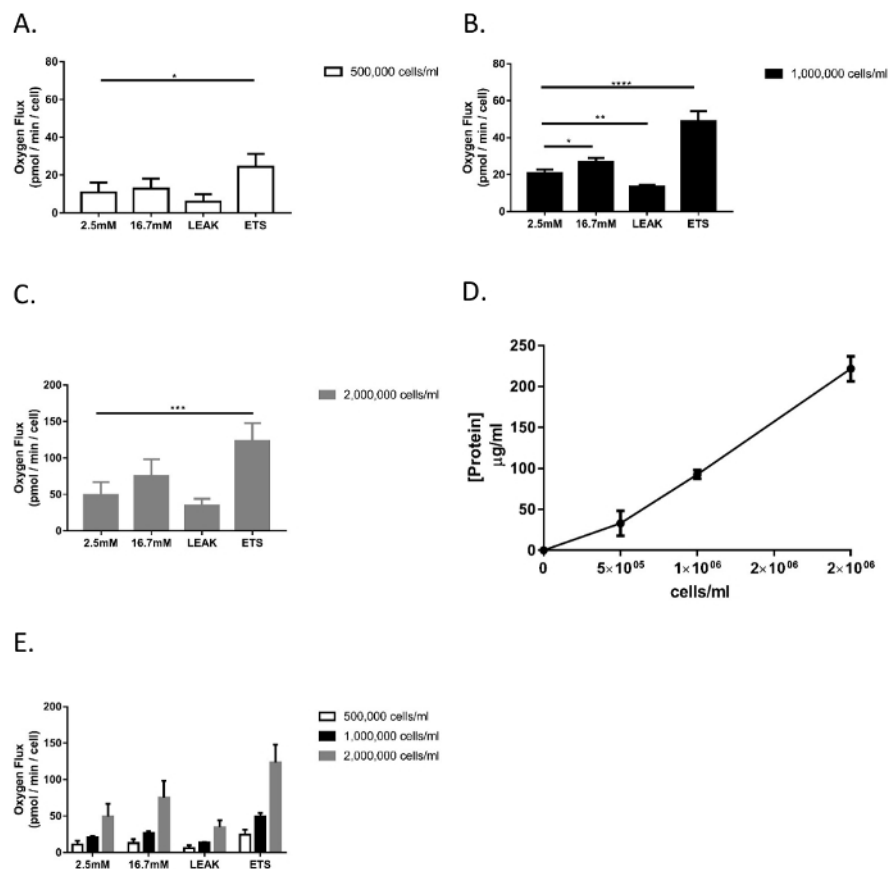 A.
80
60
40
20
0
Oxygen Flux
(pmol / min / cell)
*
2.5mM 16.7mM LEAK ETS
500,000 cells/ml
B.
80
60
40
20
0
Oxygen Flux
(pmol / min / cell)
****
**
*
2.5mM 16.7mM LEAK ETS
1,000,000 cells/ml
C.
200
150
100
50
0
Oxygen Flux
(pmol / min / cell)
***
2.5mM 16.7mM LEAK ETS
2,000,000 cells/ml
D.
250
200
150
100
50
0
[Protein]
µg/ml
0 5×10⁰⁵ 1×10⁰⁶ 2×10⁰⁶ 2×10⁰⁶
cells/ml
E.
200
150
100
50
0
Oxygen Flux
(pmol / min / cell)
2.5mM 16.7mM LEAK ETS
500,000 cells/ml
1,000,000 cells/ml
2,000,000 cells/ml